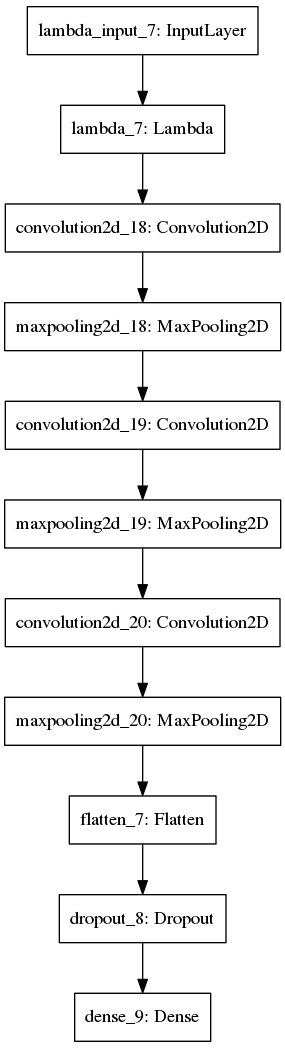 lambda_input_7: InputLayer
lambda_7: Lambda
convolution2d_18: Convolution2D
maxpooling2d_18: MaxPooling2D
convolution2d_19: Convolution2D
maxpooling2d_19: MaxPooling2D
convolution2d_20: Convolution2D
maxpooling2d_20: MaxPooling2D
flatten_7: Flatten
dropout_8: Dropout
dense_9: Dense